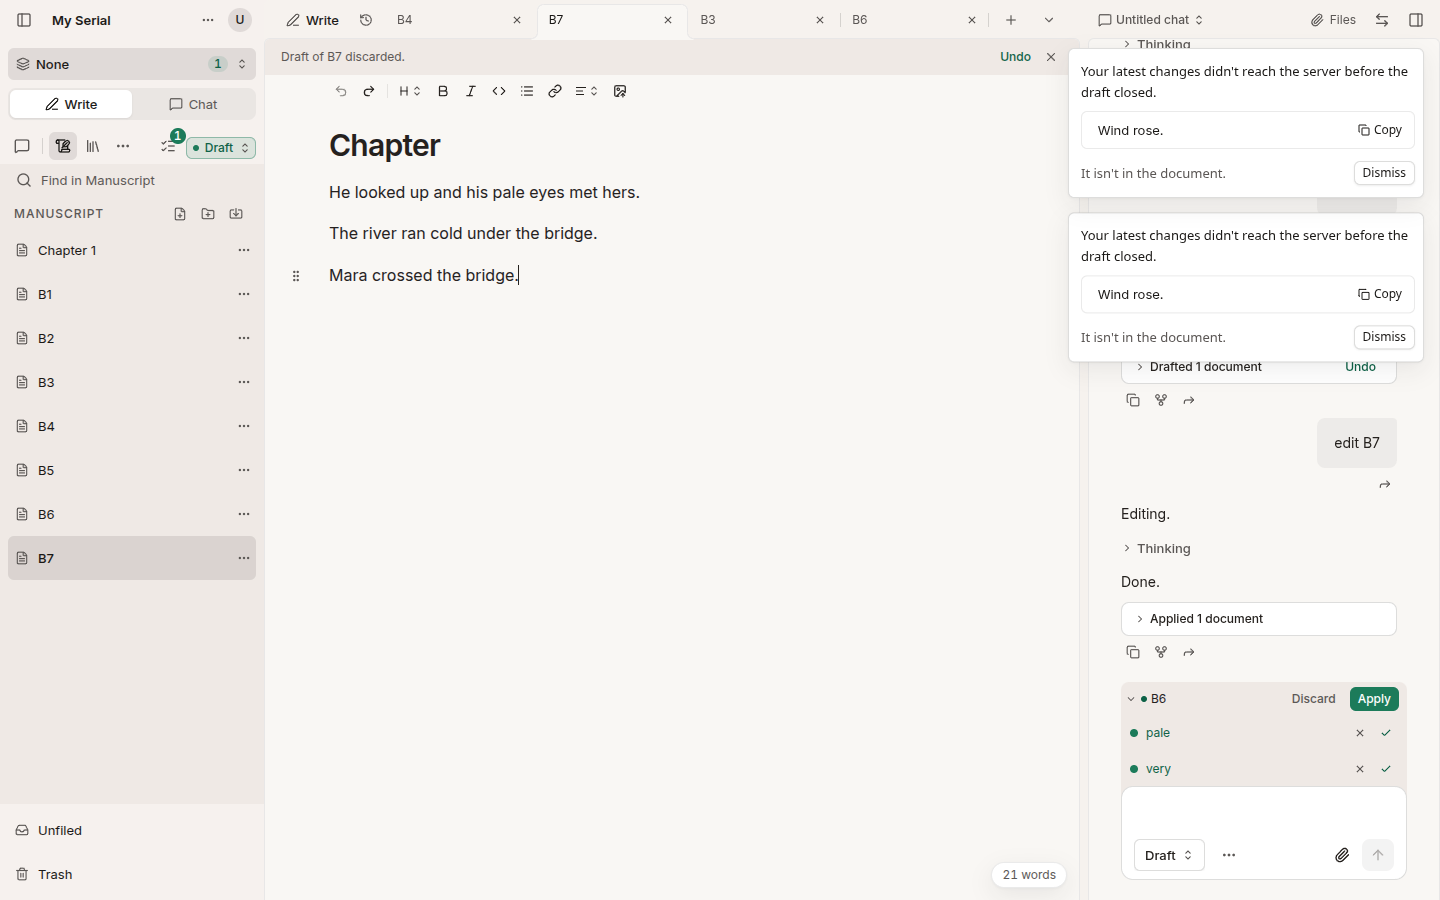 My Serial
U
Write
B4
B7
B3
B6
Untitled chat
Files
None
1
Write
Chat
1
Draft
Find in Manuscript
MANUSCRIPT
Chapter 1
B1
B2
B3
B4
B5
B6
B7
Unfiled
Trash
Draft of B7 discarded.
Undo
H
B
I
Chapter
He looked up and his pale eyes met hers.
The river ran cold under the bridge.
Mara crossed the bridge.
21 words
Thinking
Your latest changes didn't reach the server before the
draft closed.
Wind rose.
Copy
It isn't in the document.
Dismiss
Your latest changes didn't reach the server before the
draft closed.
Wind rose.
Copy
It isn't in the document.
Dismiss
Drafted 1 document
Undo
edit B7
Editing.
Thinking
Done.
Applied 1 document
B6
Discard
Apply
pale
very
Draft